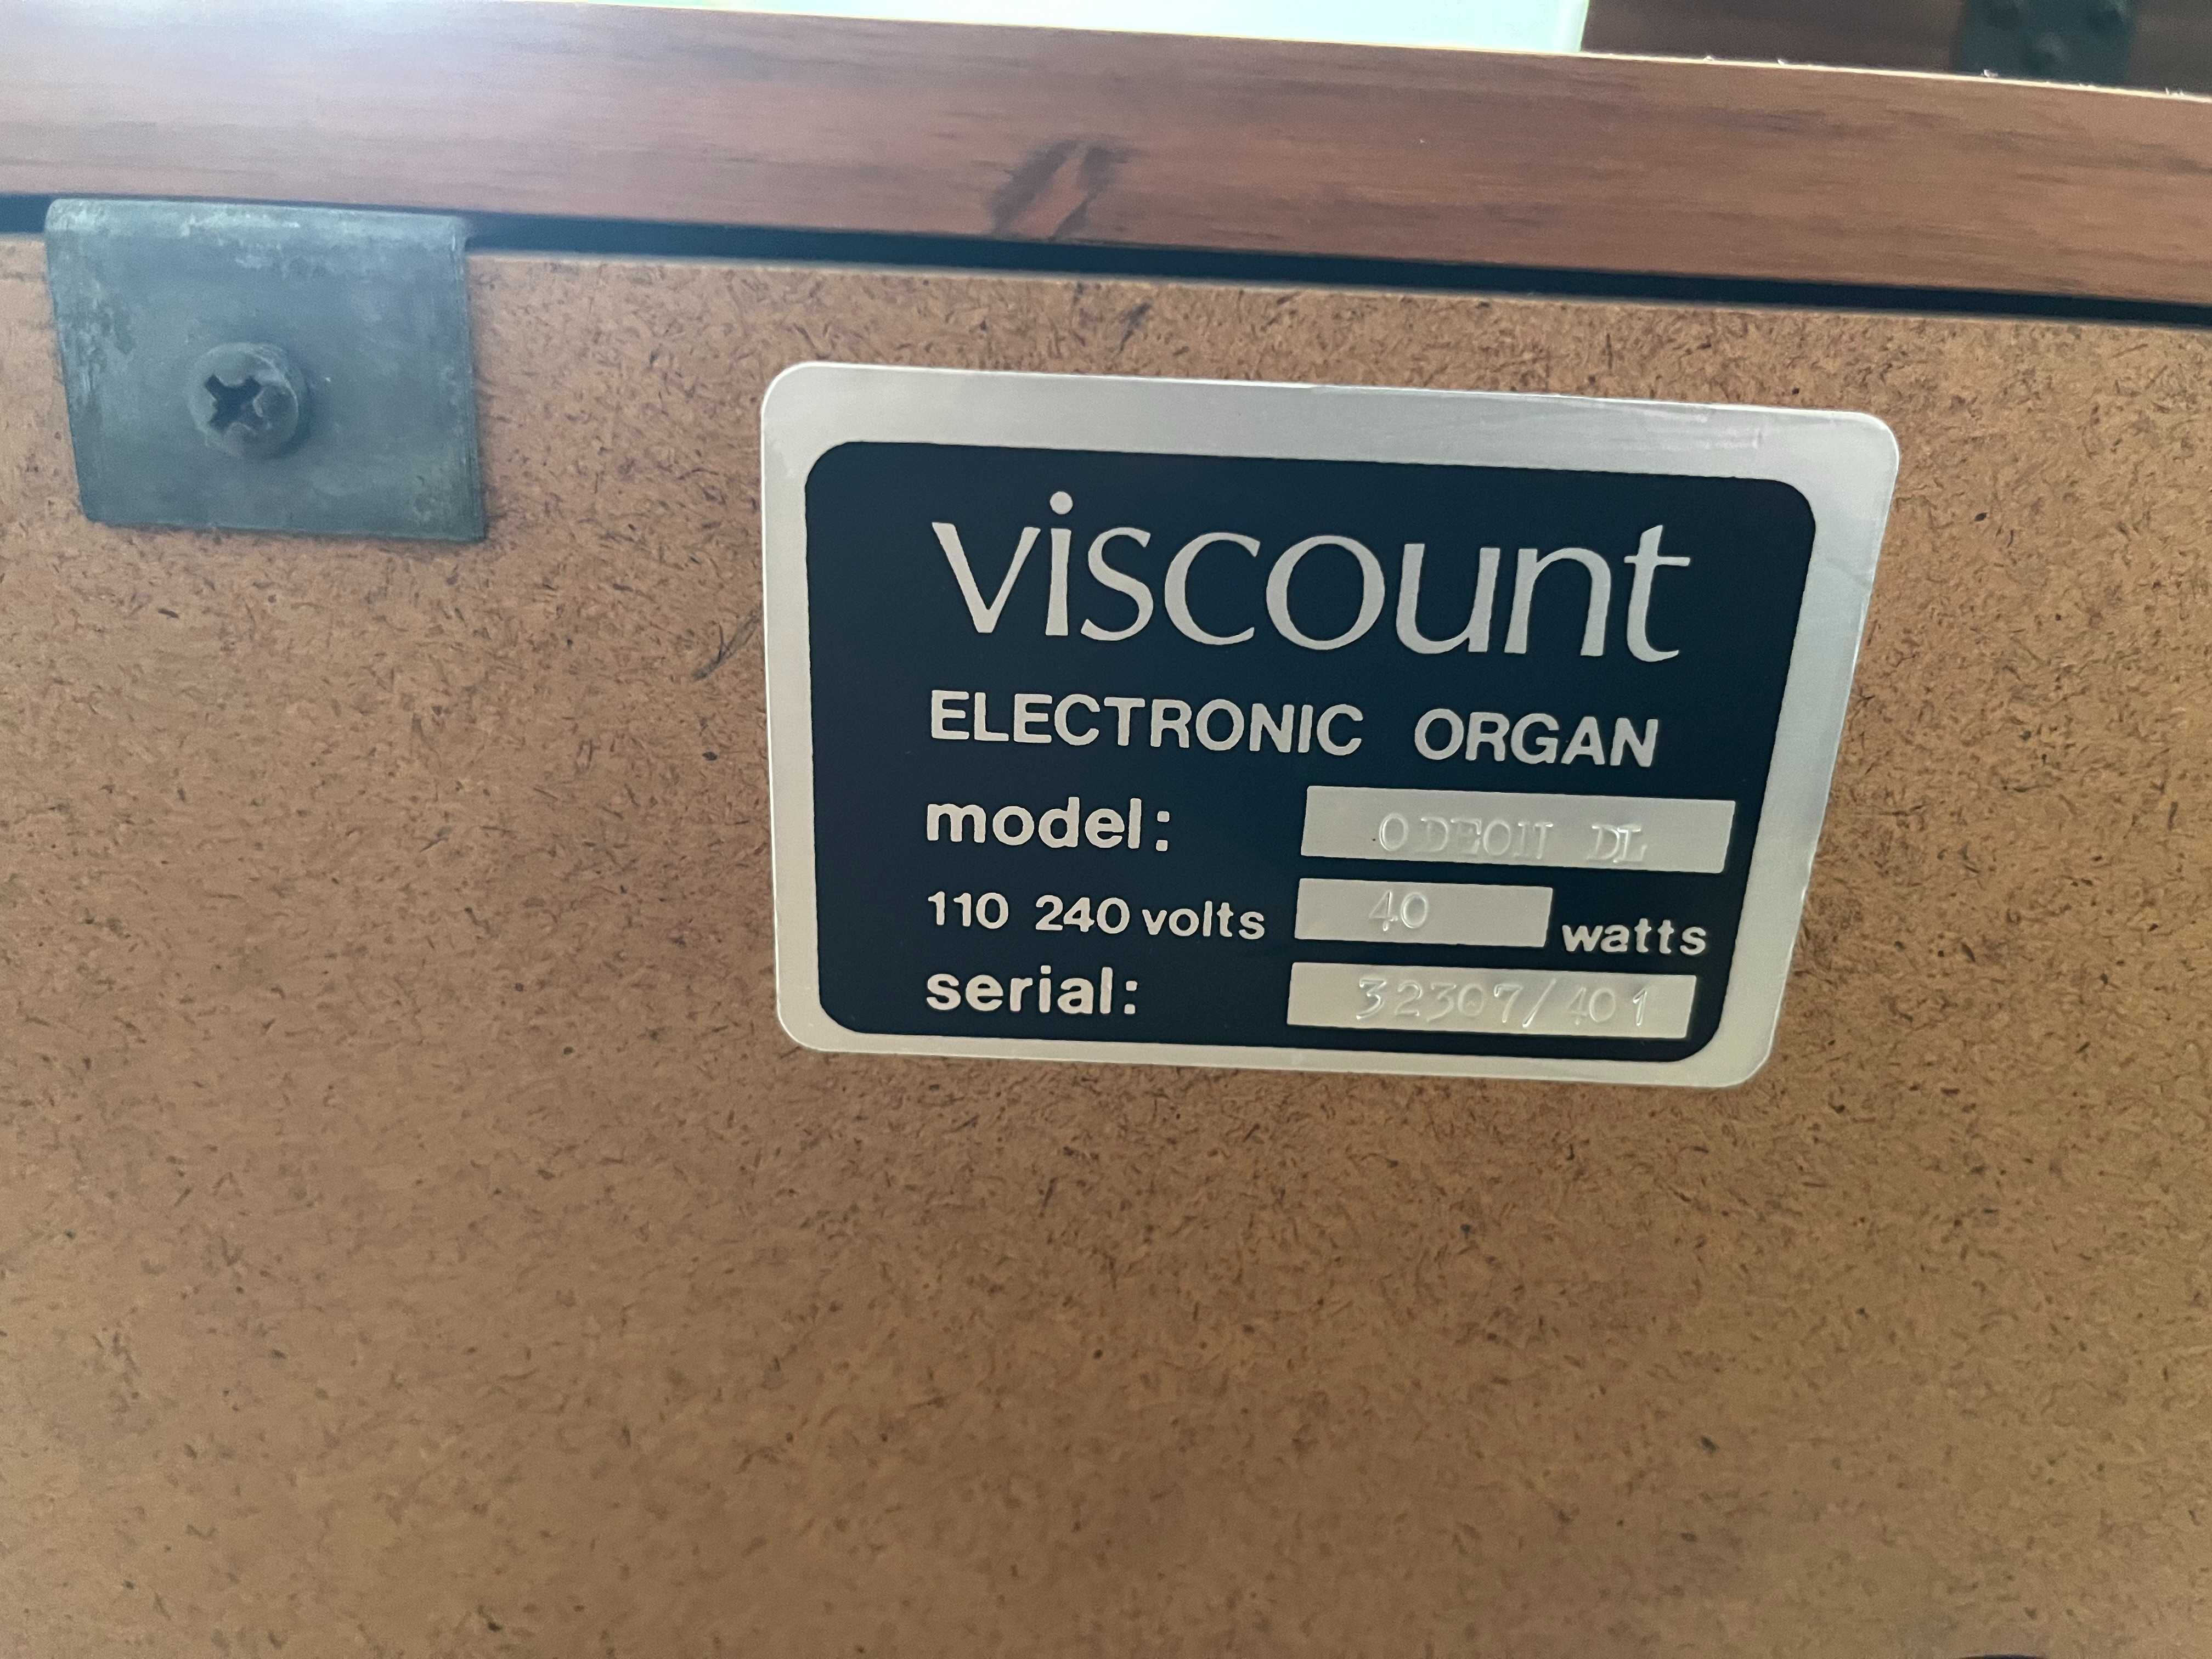 viscount
ELECTRONIC ORGAN
model: ODEON DL
110 240 volts 40 watts
serial: 32307/401